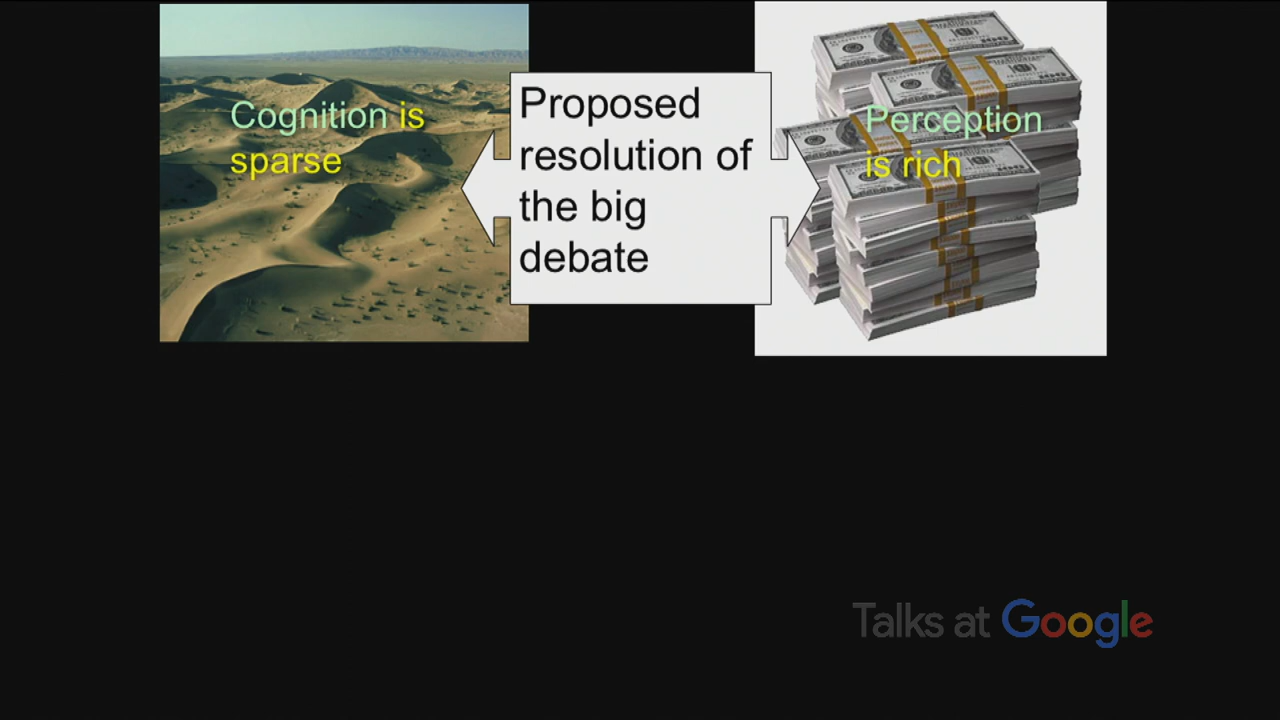 Cognition is
sparse
Proposed
resolution of
the big
debate
Perception
is rich
Talks at Google